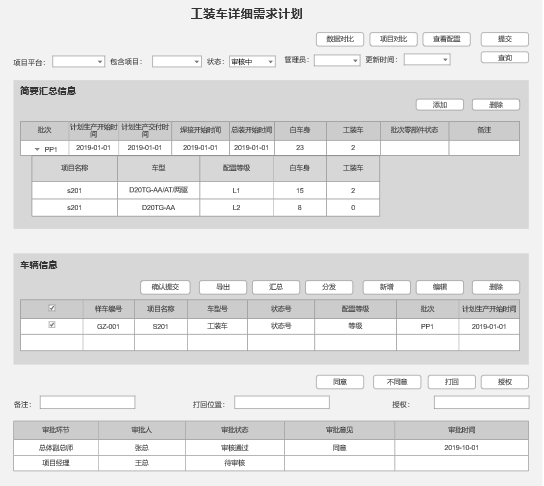 工装车详细需求计划
数据对比 项目对比 查看配置 提交
项目平台： 包含项目： 状态： 审核中 管理员： 更新时间： 查询
简要汇总信息
添加 删除
批次 计划生产开始时间 计划生产交付时间 焊接开始时间 总装开始时间 白车身 工装车 批次零部件状态 备注
PP1 2019-01-01 2019-01-01 2019-01-01 2019-01-01 23 2
项目名称 车型 配置等级 白车身 工装车
s201 D20TG-AA/AT/两驱 L1 15 2
s201 D20TG-AA L2 8 0
车辆信息
确认提交 导出 汇总 分发 新增 编辑 删除
样车编号 项目名称 车型号 状态号 配置等级 批次 计划生产开始时间
GZ-001 S201 工装车 状态号 等级 PP1 2019-01-01
同意 不同意 打回 授权
备注： 打回位置： 授权：
审批环节 审批人 审批状态 审批意见 审批时间
总体副总师 张总 审核通过 同意 2019-10-01
项目经理 王总 待审核